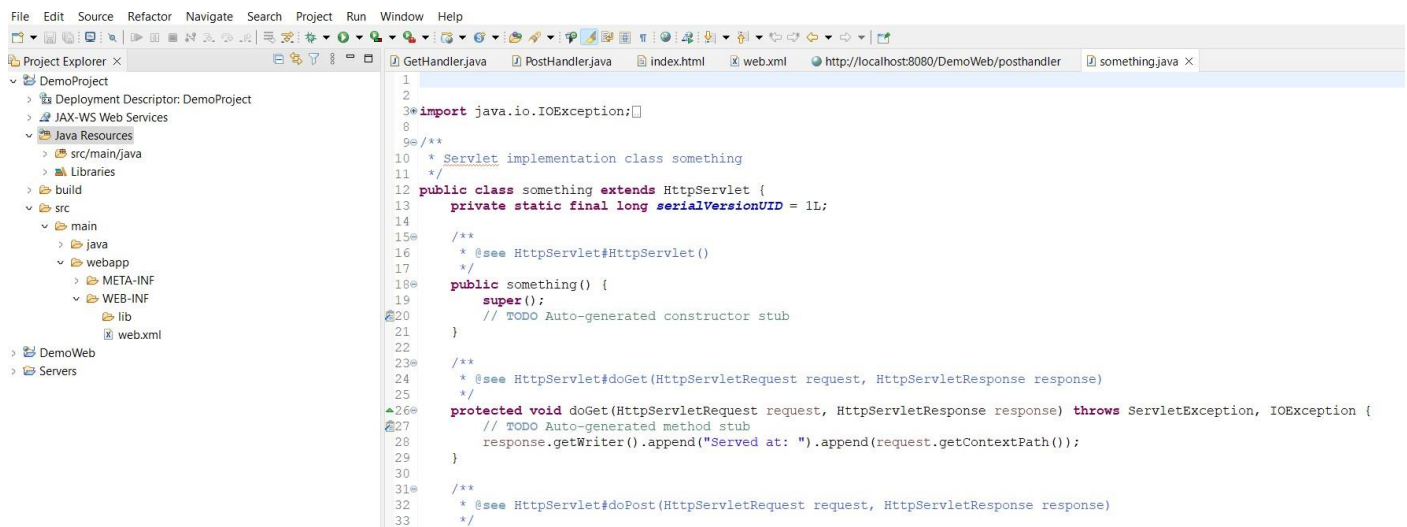 File Edit Source Refactor Navigate Search Project Run Window Help
Project Explorer ×
DemoProject
Deployment Descriptor: DemoProject
JAX-WS Web Services
Java Resources
src/main/java
Libraries
build
src
main
java
webapp
META-INF
WEB-INF
lib
web.xml
DemoWeb
Servers
GetHandler.java PostHandler.java index.html web.xml http://localhost:8080/DemoWeb/posthandler something.java ×
1
2
3 import java.io.IOException;
8
9 /**
10 * Servlet implementation class something
11 */
12 public class something extends HttpServlet {
13 private static final long serialVersionUID = 1L;
14
15 /**
16 * @see HttpServlet#HttpServlet()
17 */
18 public something() {
19 super();
20 // TODO Auto-generated constructor stub
21 }
22
23 /**
24 * @see HttpServlet#doGet(HttpServletRequest request, HttpServletResponse response)
25 */
26 protected void doGet(HttpServletRequest request, HttpServletResponse response) throws ServletException, IOException {
27 // TODO Auto-generated method stub
28 response.getWriter().append("Served at: ").append(request.getContextPath());
29 }
30
31 /**
32 * @see HttpServlet#doPost(HttpServletRequest request, HttpServletResponse response)
33 */